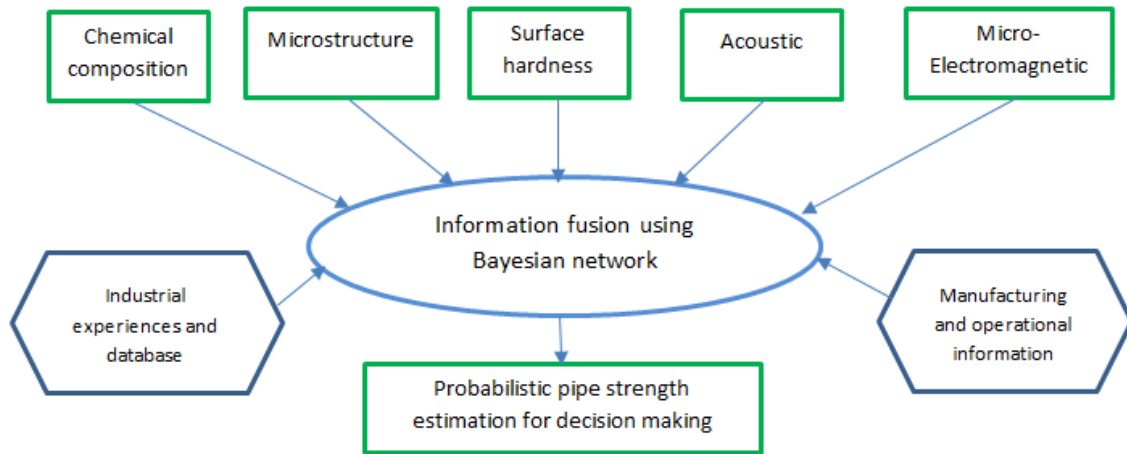 Chemical
composition
Microstructure
Surface
hardness
Acoustic
Micro-
Electromagnetic
Information fusion using
Bayesian network
Industrial
experiences and
database
Manufacturing
and operational
information
Probabilistic pipe strength
estimation for decision making